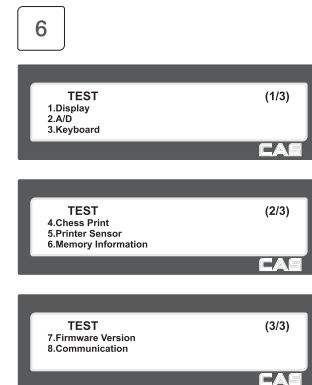 6
TEST (1/3)
1.Display
2.A/D
3.Keyboard
CAS
TEST (2/3)
4.Chess Print
5.Printer Sensor
6.Memory Information
CAS
TEST (3/3)
7.Firmware Version
8.Communication
CAS